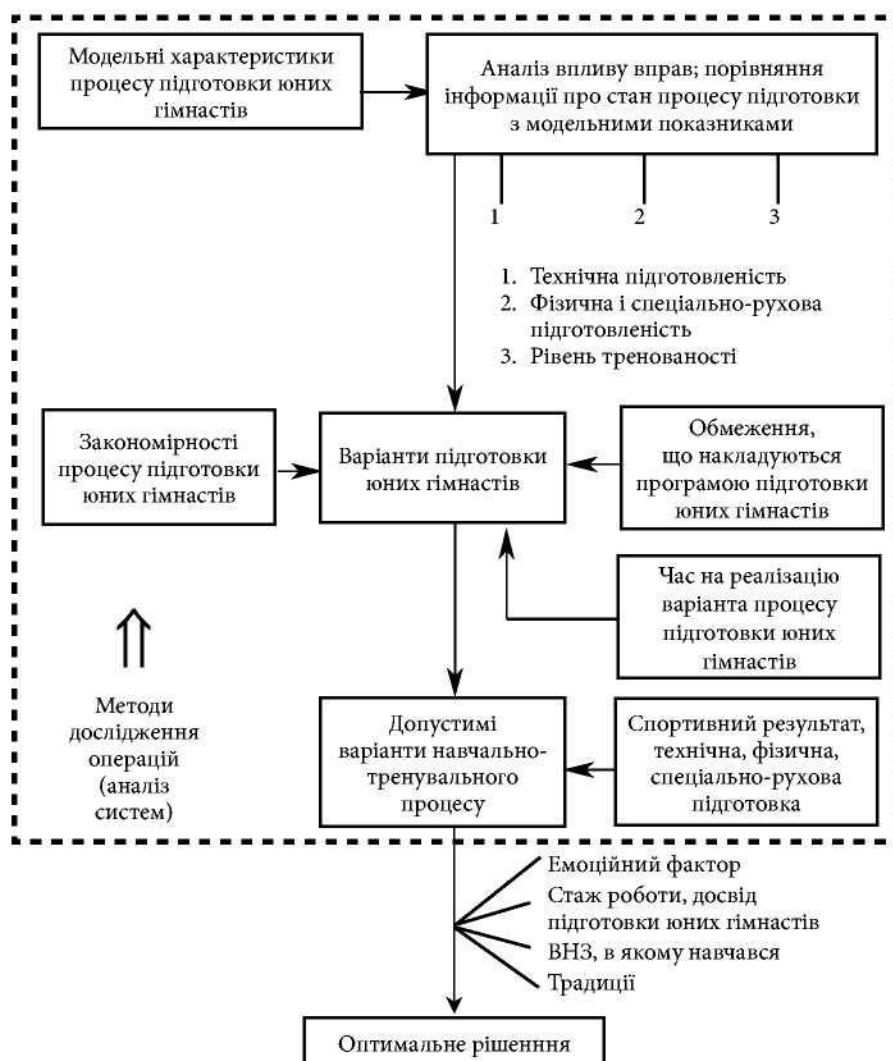 Модельні характеристики
процесу підготовки юних
гімнастів
Аналіз впливу вправ; порівняння
інформації про стан процесу підготовки
з модельними показниками
1
2
3
1. Технічна підготовленість
2. Фізична і спеціально-рухова
підготовленість
3. Рівень тренованості
Закономірності
процесу підготовки
юних гімнастів
Варіанти підготовки
юних гімнастів
Обмеження,
що накладуються
програмою підготовки
юних гімнастів
Час на реалізацію
варіанта процесу
підготовки юних
гімнастів
Методи
дослідження
операцій
(аналіз
систем)
Допустимі
варіанти навчально-
тренувального
процесу
Спортивний результат,
технічна, фізична,
спеціально-рухова
підготовка
Емоційний фактор
Стаж роботи, досвід
підготовки юних гімнастів
ВНЗ, в якому навчався
Традиції
Оптимальне рішенння